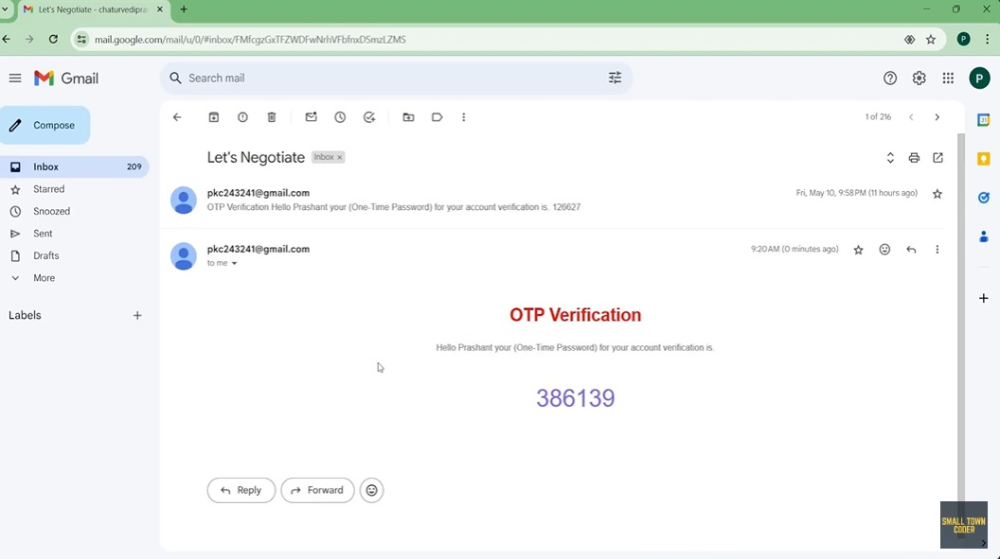 Let's Negotiate - chaturvedipra
mail.google.com/mail/u/0/#inbox/FMfcgzGxTFZWDFwNrhVFbfnxDSmzLZMS
P
Gmail
Search mail
P
Compose
1 of 216
31
Inbox 209
Let's Negotiate Inbox ×
Starred
pkc243241@gmail.com Fri, May 10, 9:58 PM (11 hours ago)
OTP Verification Hello Prashant your (One-Time Password) for your account verification is. 126627
Snoozed
Sent
pkc243241@gmail.com 9:20 AM (0 minutes ago)
to me
Drafts
More
Labels
OTP Verification
Hello Prashant your (One-Time Password) for your account verification is.
386139
Reply Forward
SMALL TOWN
CODER